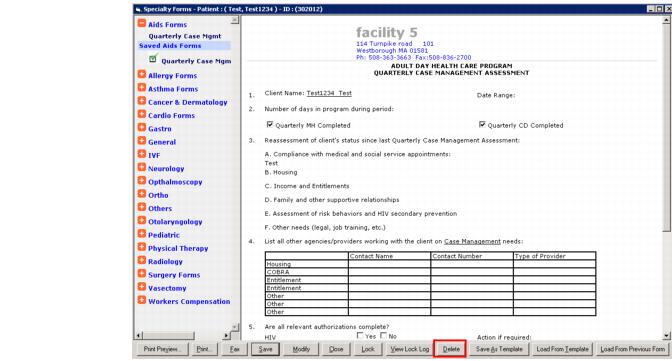 Specialty Forms - Patient : ( Test, Test1234 ) - ID : (302012)
Aids Forms
Quarterly Case Mgmt
Saved Aids Forms
Quarterly Case Mgm
Allergy Forms
Asthma Forms
Cancer & Dermatology
Cardio Forms
Gastro
General
IVF
Neurology
Opthalmoscopy
Ortho
Others
Otolaryngology
Pediatric
Physical Therapy
Radiology
Surgery Forms
Vasectomy
Workers Compensation
facility 5
114 Turnpike road 101
Westborough MA 01581
Ph: 508-363-3663 Fax:508-836-2700
ADULT DAY HEALTH CARE PROGRAM
QUARTERLY CASE MANAGEMENT ASSESSMENT
1. Client Name: Test1234 Test Date Range:
2. Number of days in program during period:
Quarterly MH Completed Quarterly CD Completed
3. Reassessment of client's status since last Quarterly Case Management Assessment:
A. Compliance with medical and social service appointments:
Test
B. Housing
C. Income and Entitlements
D. Family and other supportive relationships
E. Assessment of risk behaviors and HIV secondary prevention
F. Other needs (legal, job training, etc.)
4. List all other agencies/providers working with the client on Case Management needs:
Contact Name Contact Number Type of Provider
Housing
COBRA
Entitlement
Entitlement
Other
Other
Other
5. Are all relevant authorizations complete?
HIV Yes No Action if required:
Print Preview... Print... Fax Save Modify Close Lock View Lock Log Delete Save As Template Load From Template Load From Previous Form